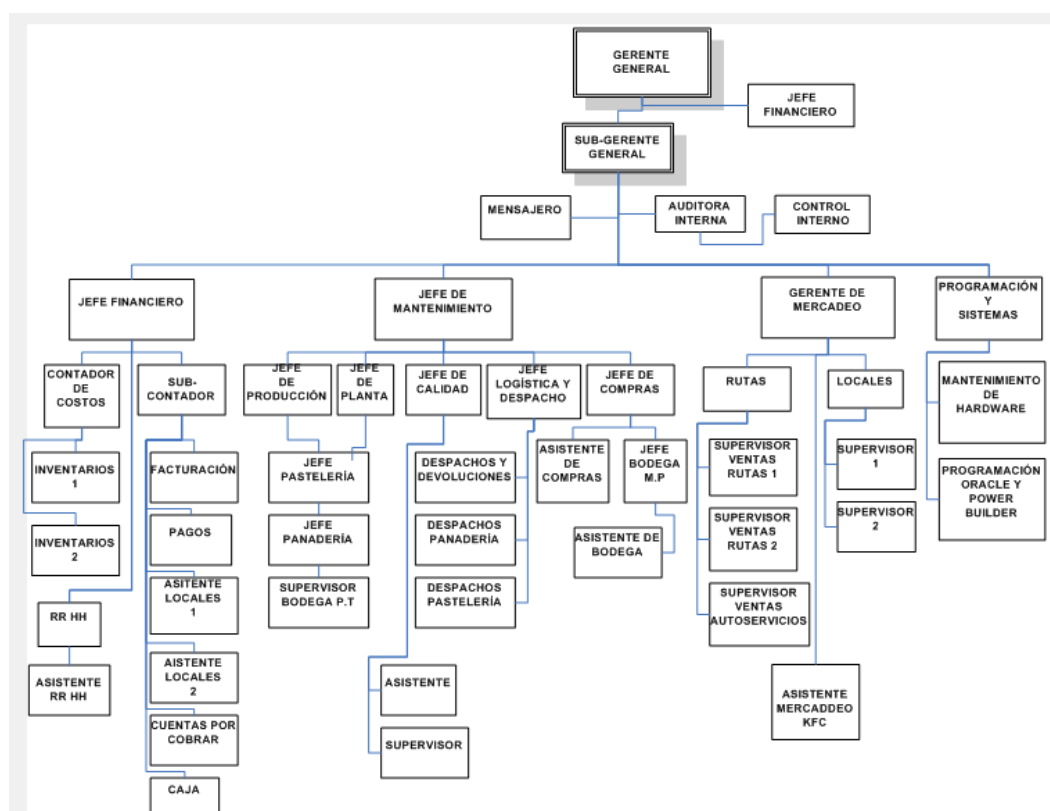 GERENTE
GENERAL
JEFE
FINANCIERO
SUB-GERENTE
GENERAL
MENSAJERO
AUDITORA
INTERNA
CONTROL
INTERNO
JEFE FINANCIERO
JEFE DE
MANTENIMIENTO
GERENTE DE
MERCADEO
PROGRAMACIÓN
Y
SISTEMAS
CONTADOR
DE
COSTOS
SUB-
CONTADOR
JEFE
DE
PRODUCCIÓN
JEFE
DE
PLANTA
JEFE DE
CALIDAD
JEFE
LOGÍSTICA Y
DESPACHO
JEFE DE
COMPRAS
RUTAS
LOCALES
MANTENIMIENTO
DE
HARDWARE
INVENTARIOS
1
FACTURACIÓN
JEFE
PASTELERÍA
DESPACHOS Y
DEVOLUCIONES
ASISTENTE
DE
COMPRAS
JEFE
BODEGA
M.P
SUPERVISOR
VENTAS
RUTAS 1
SUPERVISOR
1
PROGRAMACIÓN
ORACLE Y
POWER
BUILDER
INVENTARIOS
2
PAGOS
JEFE
PANADERÍA
DESPACHOS
PANADERÍA
ASISTENTE DE
BODEGA
SUPERVISOR
VENTAS
RUTAS 2
SUPERVISOR
2
ASITENTE
LOCALES
1
SUPERVISOR
BODEGA P.T
DESPACHOS
PASTELERÍA
SUPERVISOR
VENTAS
AUTOSERVICIOS
RR HH
ASISTENTE
RR HH
AISTENTE
LOCALES
2
ASISTENTE
ASISTENTE
MERCADDEO
KFC
CUENTAS POR
COBRAR
SUPERVISOR
CAJA